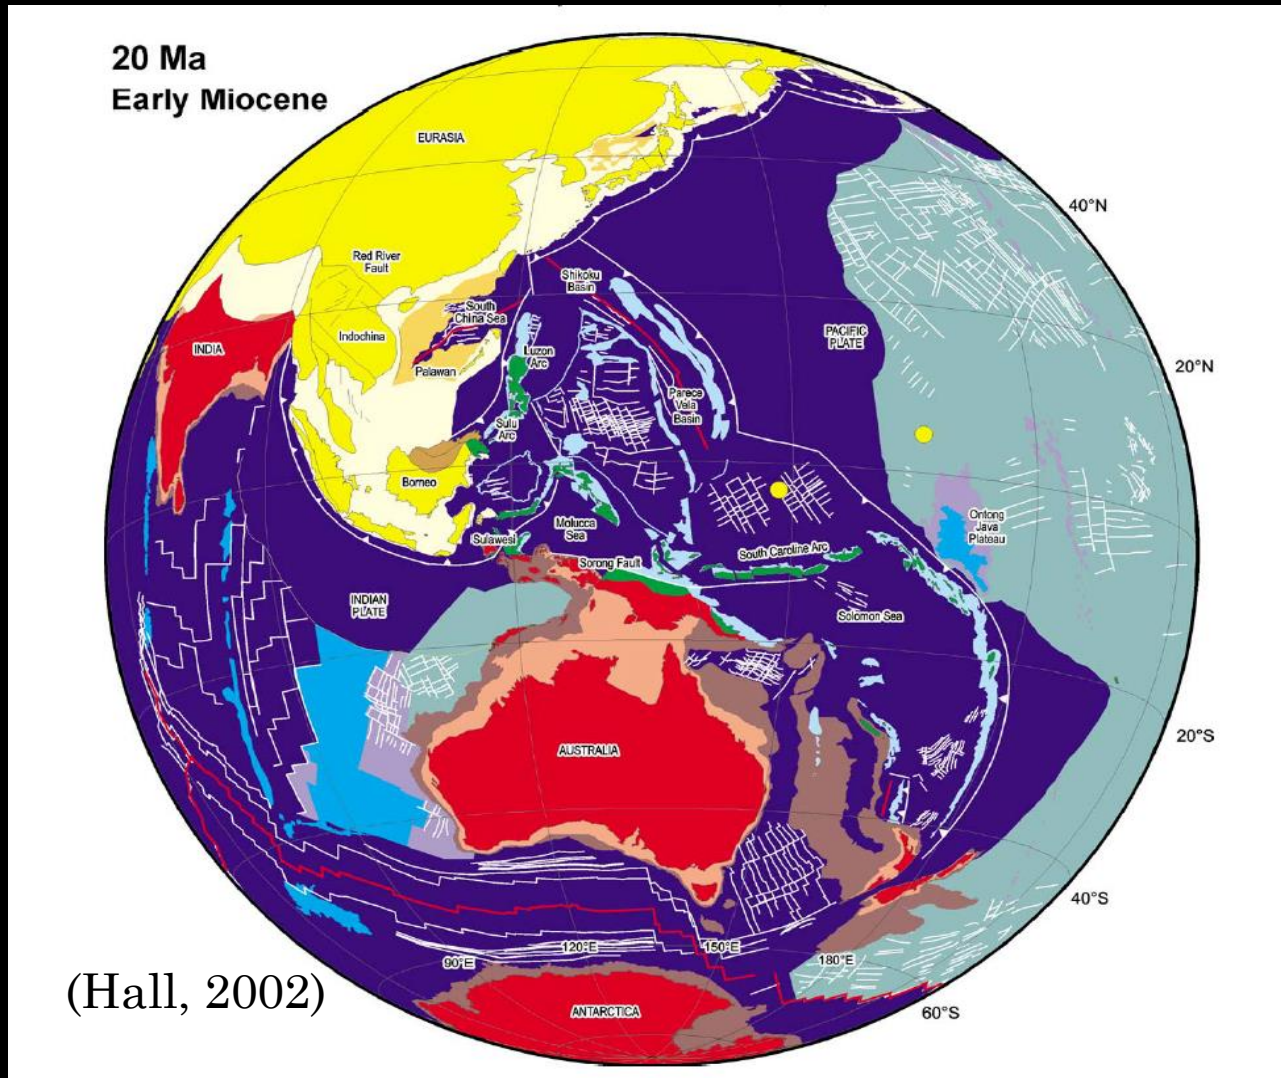 20 Ma
Early Miocene
EURASIA
40°N
Red River
Fault
Shikoku
Basin
South
China Sea
Indochina
PACIFIC
PLATE
INDIA
Luzon
Arc
20°N
Palawan
Parece
Vela
Basin
Sulu
Arc
Borneo
Molucca
Sea
Ontong
Java
Plateau
Sulawesi
South Caroline Arc
Sorong Fault
INDIAN
PLATE
Solomon Sea
20°S
AUSTRALIA
40°S
120°E
150°E
90°E
180°E
(Hall, 2002)
ANTARCTICA
60°S